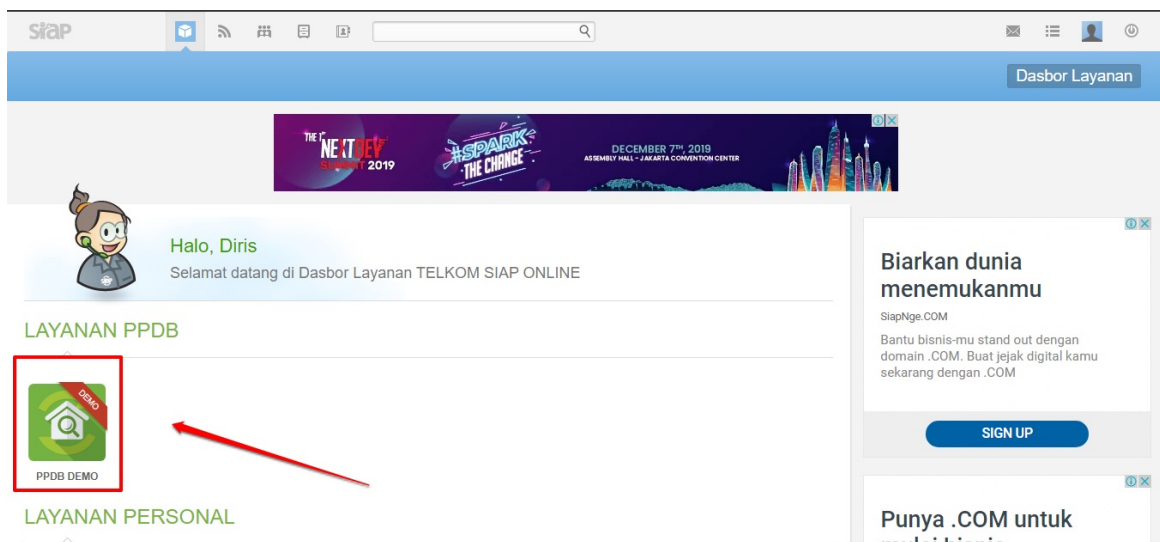 siap
Dasbor Layanan
THE 1ST
NEXTDEV
SUMMIT 2019
#SPARK
THE CHANGE
DECEMBER 7TH, 2019
ASSEMBLY HALL - JAKARTA CONVENTION CENTER
Halo, Diris
Selamat datang di Dasbor Layanan TELKOM SIAP ONLINE
LAYANAN PPDB
DEMO
PPDB DEMO
LAYANAN PERSONAL
Biarkan dunia
menemukanmu
SiapNge.COM
Bantu bisnis-mu stand out dengan
domain .COM. Buat jejak digital kamu
sekarang dengan .COM
SIGN UP
Punya .COM untuk